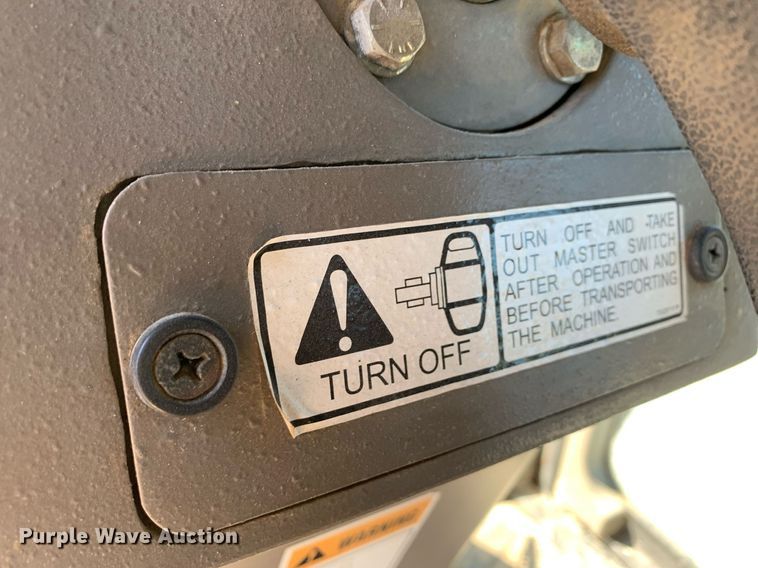 TURN OFF
TURN OFF AND TAKE
OUT MASTER SWITCH
AFTER OPERATION AND
BEFORE TRANSPORTING
THE MACHINE.
WARNING
Purple Wave Auction